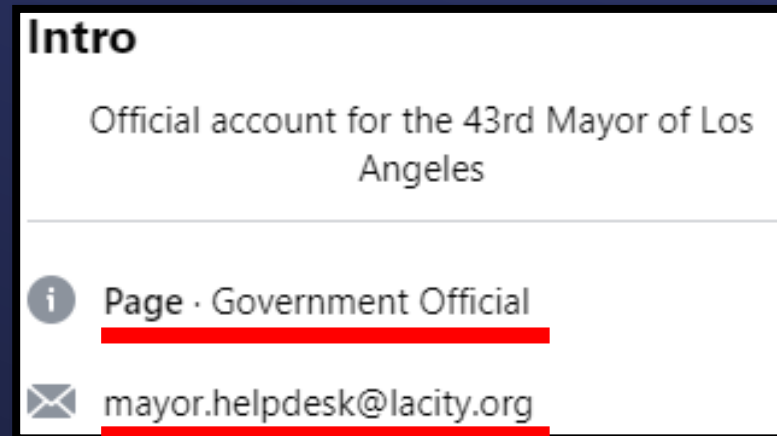 Intro
Official account for the 43rd Mayor of Los
Angeles
Page · Government Official
mayor.helpdesk@lacity.org